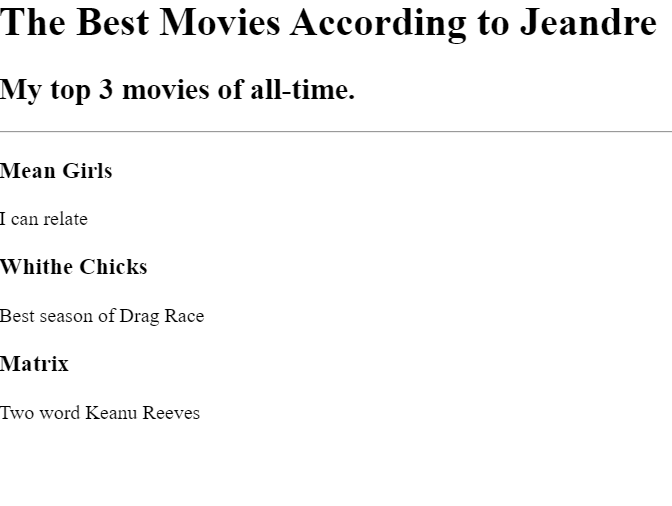 The Best Movies According to Jeandre
My top 3 movies of all-time.
Mean Girls
I can relate
Whithe Chicks
Best season of Drag Race
Matrix
Two word Keanu Reeves